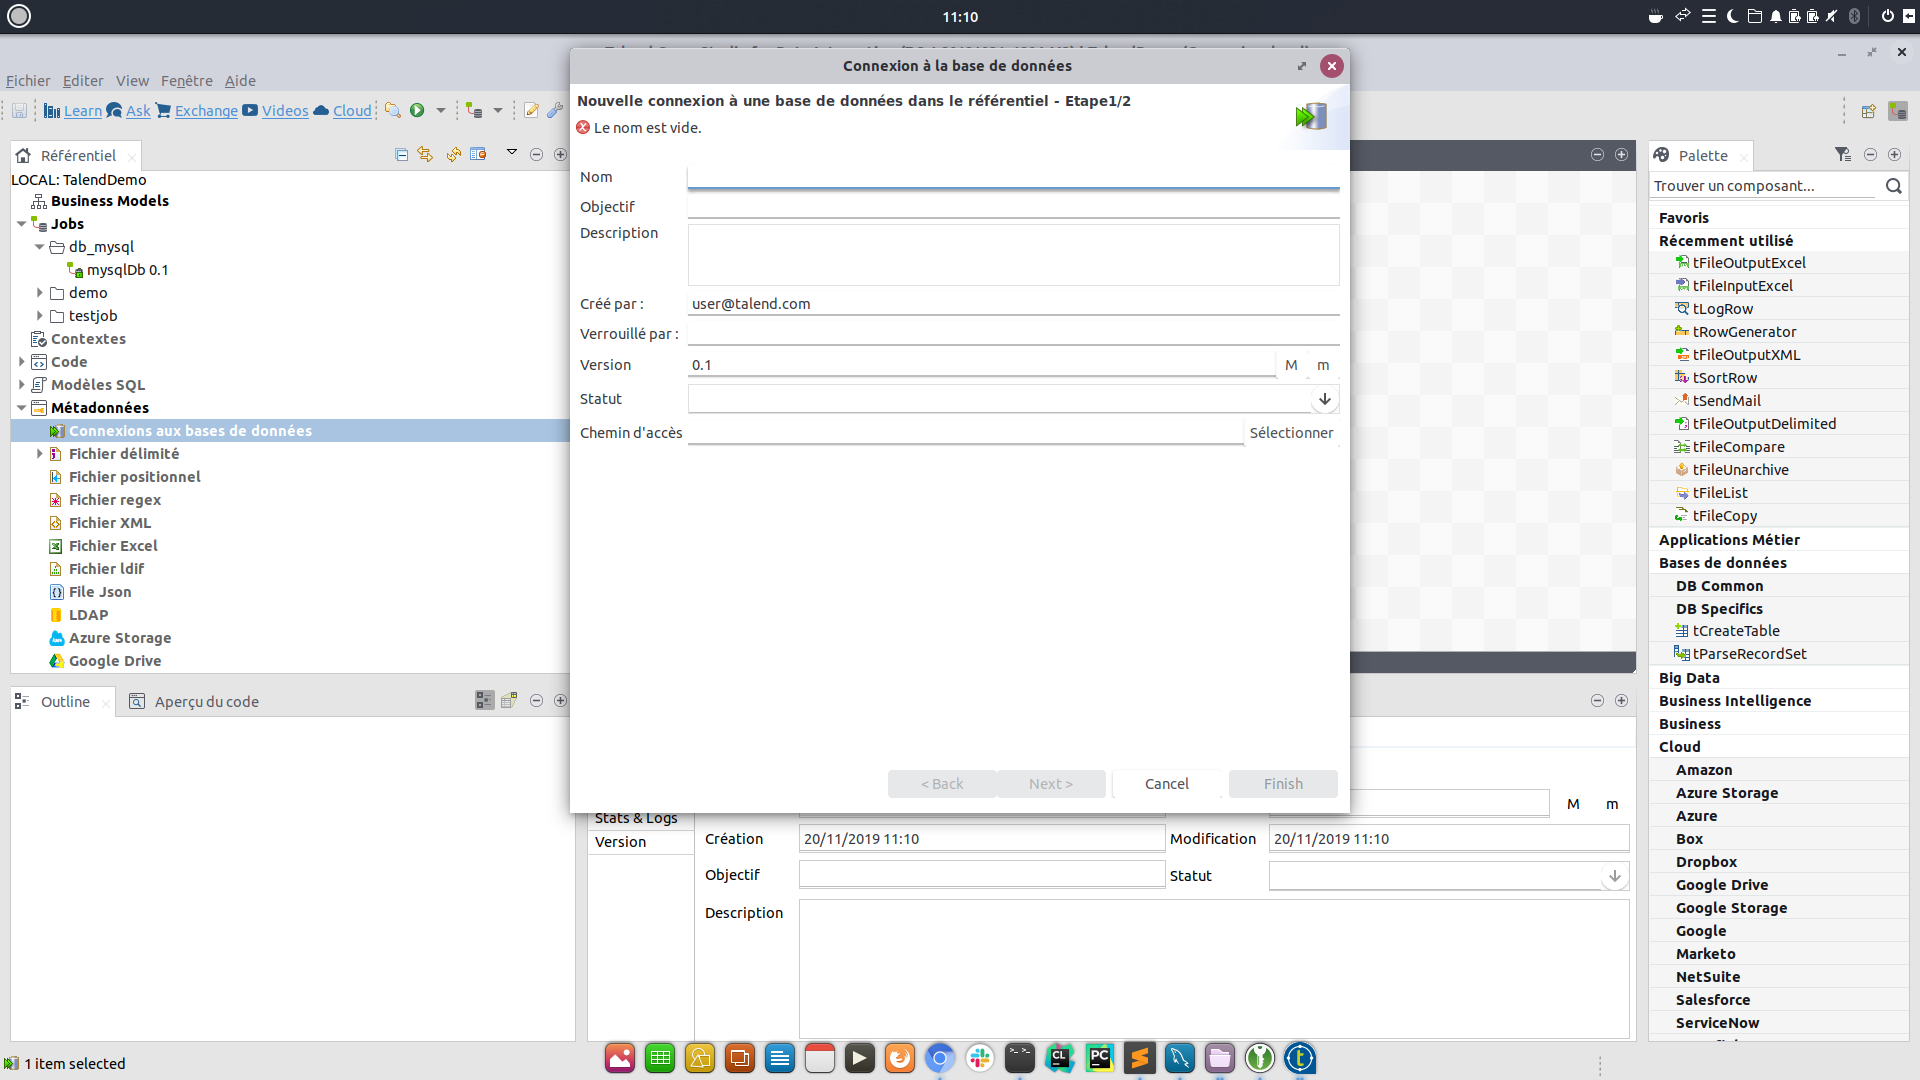 11:10
Connexion à la base de données
Fichier Editer View Fenêtre Aide
Learn Ask Exchange Videos Cloud
Référentiel
LOCAL: TalendDemo
Business Models
Jobs
db_mysql
mysqlDb 0.1
demo
testjob
Contextes
Code
Modèles SQL
Métadonnées
Connexions aux bases de données
Fichier délimité
Fichier positionnel
Fichier regex
Fichier XML
Fichier Excel
Fichier ldif
File Json
LDAP
Azure Storage
Google Drive
Outline
Aperçu du code
Nouvelle connexion à une base de données dans le référentiel - Etape1/2
Le nom est vide.
Nom
Objectif
Description
Créé par : user@talend.com
Verrouillé par :
Version 0.1 M m
Statut
Chemin d'accès Sélectionner
< Back Next > Cancel Finish
M m
Stats & Logs
Version
Création 20/11/2019 11:10 Modification 20/11/2019 11:10
Objectif Statut
Description
Palette
Trouver un composant...
Favoris
Récemment utilisé
tFileOutputExcel
tFileInputExcel
tLogRow
tRowGenerator
tFileOutputXML
tSortRow
tSendMail
tFileOutputDelimited
tFileCompare
tFileUnarchive
tFileList
tFileCopy
Applications Métier
Bases de données
DB Common
DB Specifics
tCreateTable
tParseRecordSet
Big Data
Business Intelligence
Business
Cloud
Amazon
Azure Storage
Azure
Box
Dropbox
Google Drive
Google Storage
Google
Marketo
NetSuite
Salesforce
ServiceNow
1 item selected
CL
PC